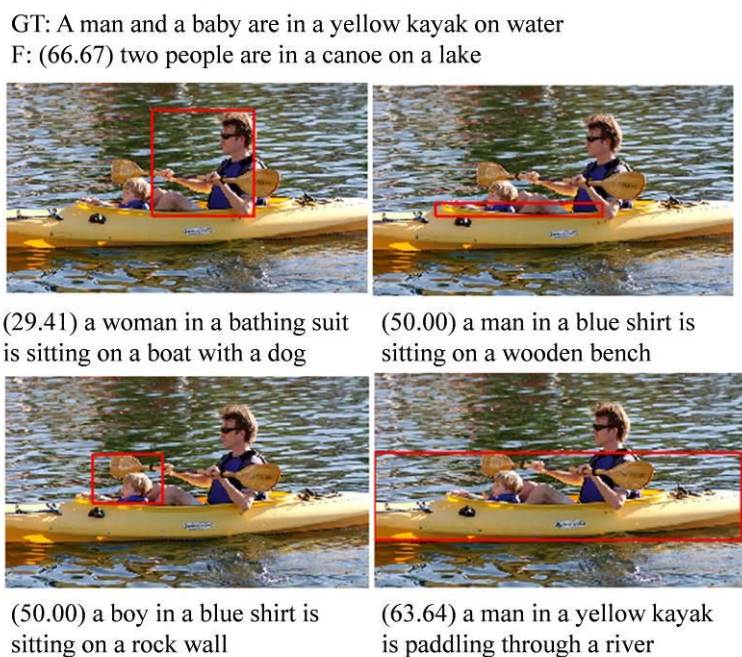 GT: A man and a baby are in a yellow kayak on water
F: (66.67) two people are in a canoe on a lake
(29.41) a woman in a bathing suit
is sitting on a boat with a dog
(50.00) a man in a blue shirt is
sitting on a wooden bench
(50.00) a boy in a blue shirt is
sitting on a rock wall
(63.64) a man in a yellow kayak
is paddling through a river